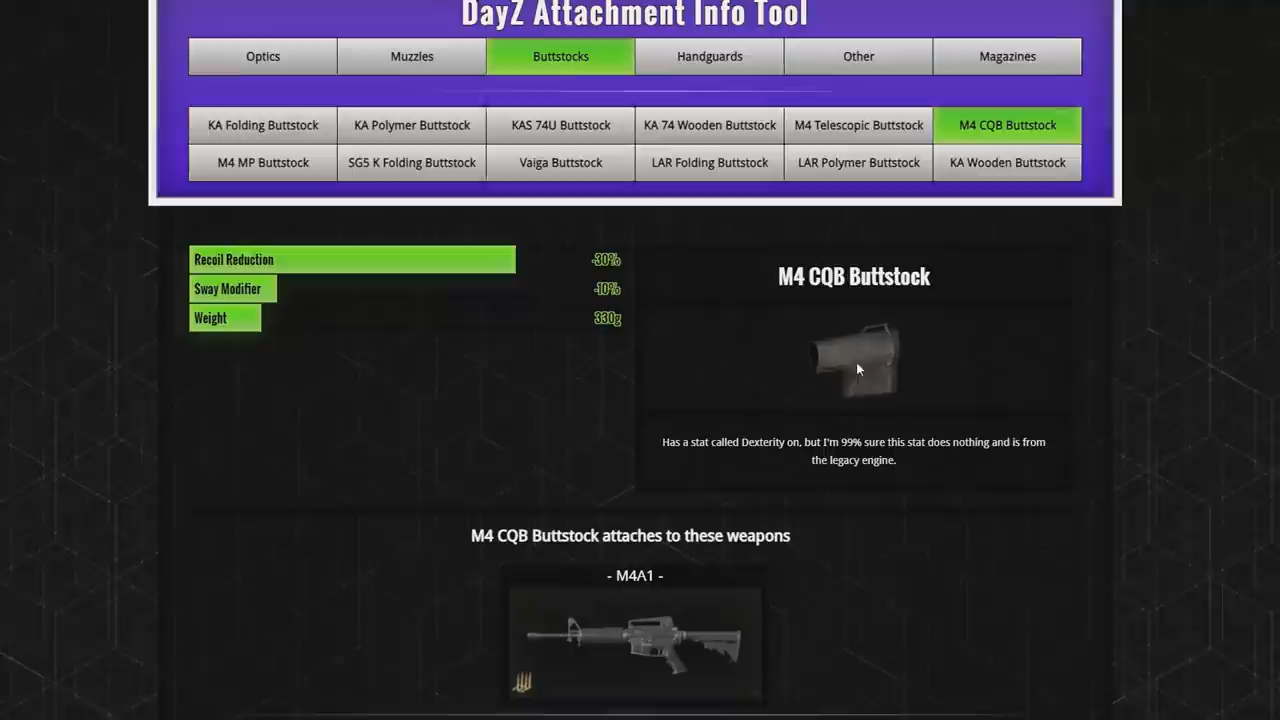 DayZ Attachment Info Tool
Optics Muzzles Buttstocks Handguards Other Magazines
KA Folding Buttstock KA Polymer Buttstock KAS 74U Buttstock KA 74 Wooden Buttstock M4 Telescopic Buttstock M4 CQB Buttstock
M4 MP Buttstock SG5 K Folding Buttstock Vaiga Buttstock LAR Folding Buttstock LAR Polymer Buttstock KA Wooden Buttstock
Recoil Reduction -30%
Sway Modifier -10%
Weight 330g
M4 CQB Buttstock
Has a stat called Dexterity on, but I'm 99% sure this stat does nothing and is from
the legacy engine.
M4 CQB Buttstock attaches to these weapons
- M4A1 -